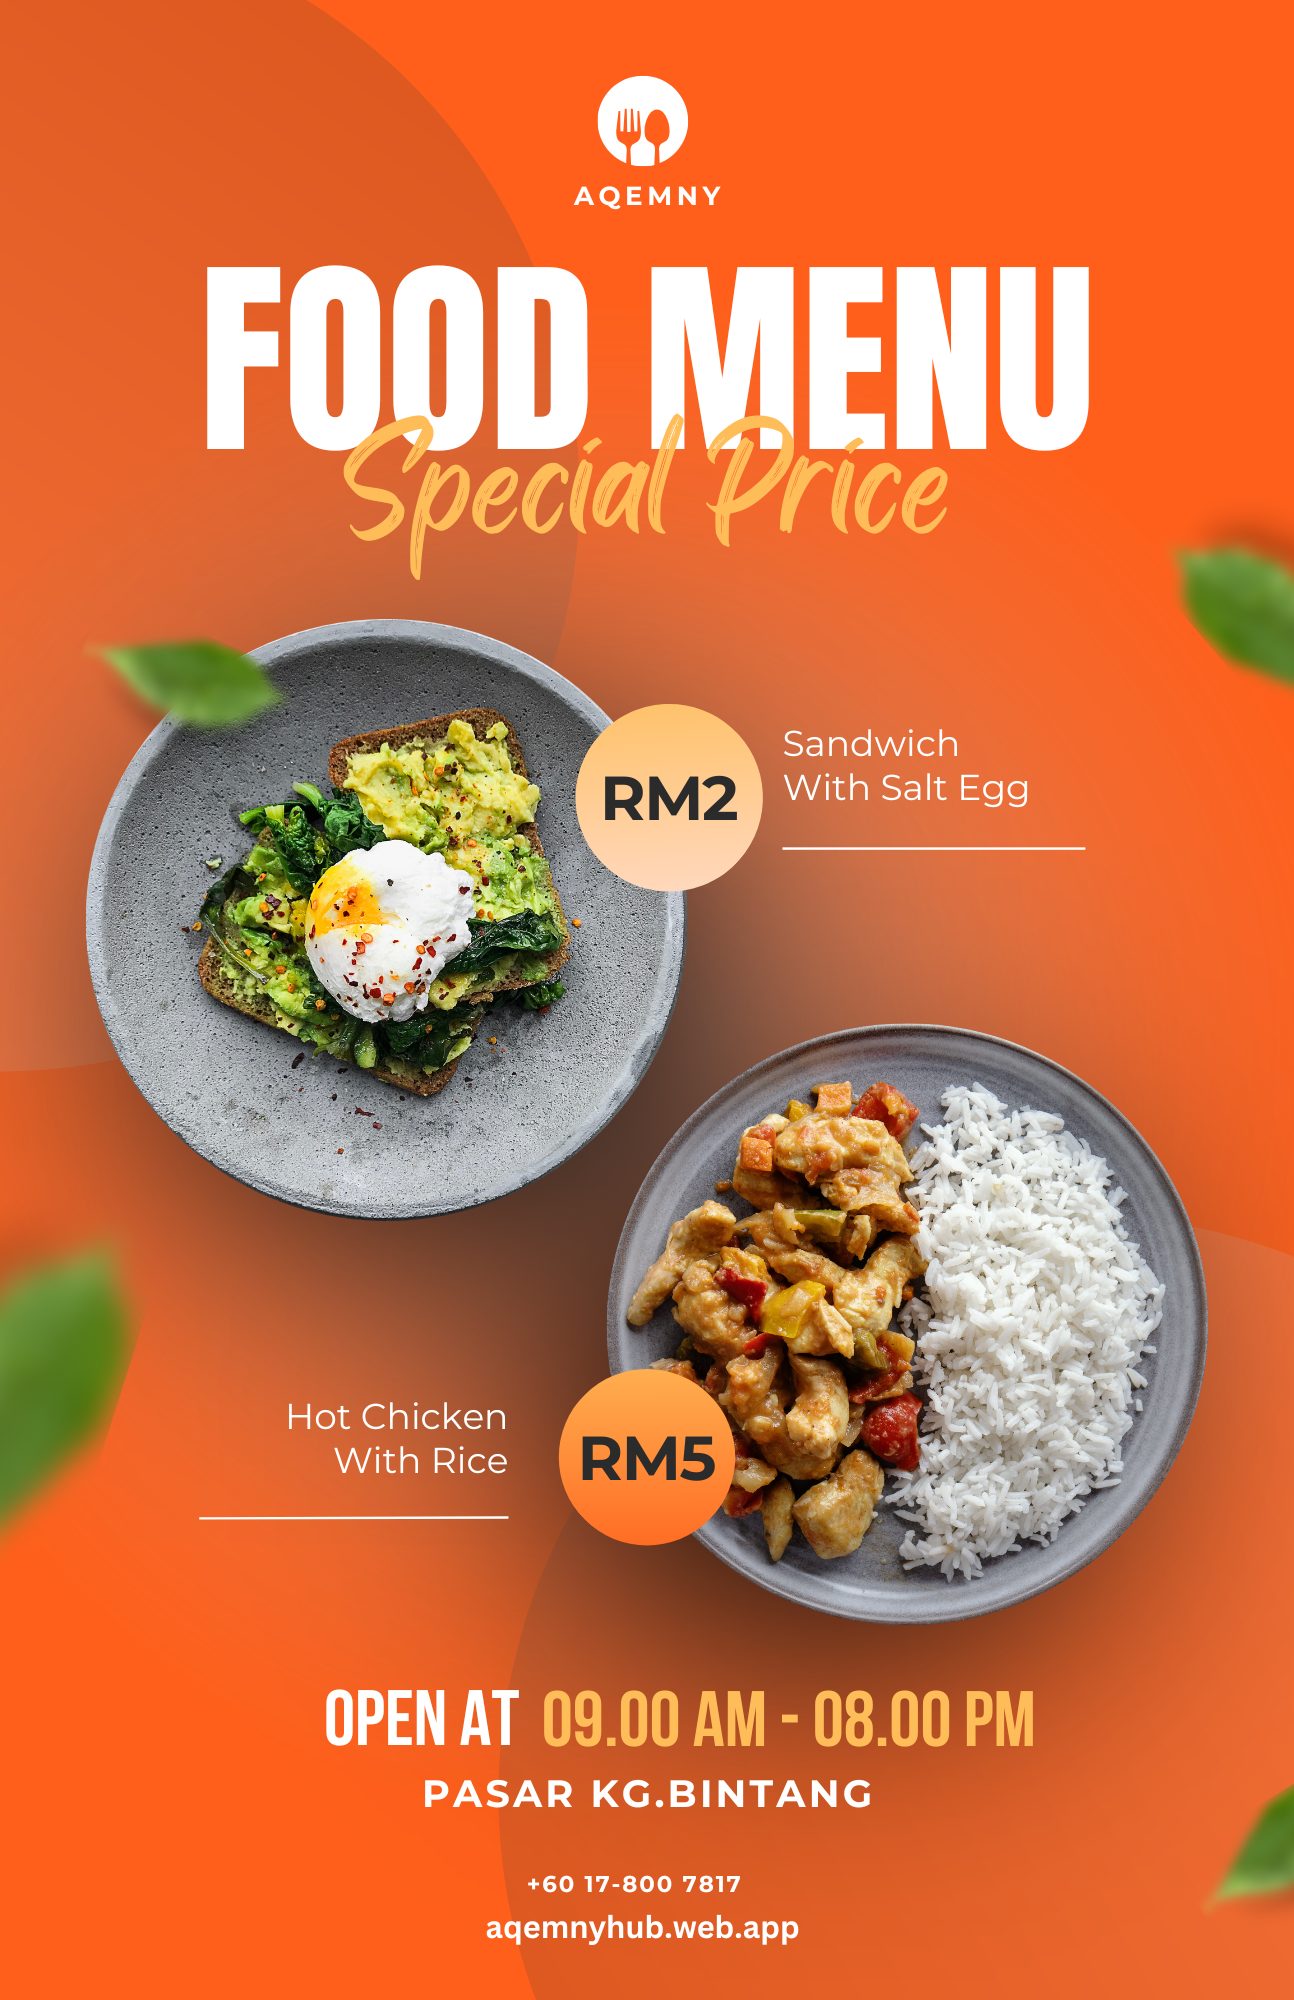 AQEMNY
FOOD MENU
Special Price
RM2
Sandwich
With Salt Egg
Hot Chicken
With Rice
RM5
OPEN AT 09.00 AM - 08.00 PM
PASAR KG.BINTANG
+60 17-800 7817
aqemnyhub.web.app